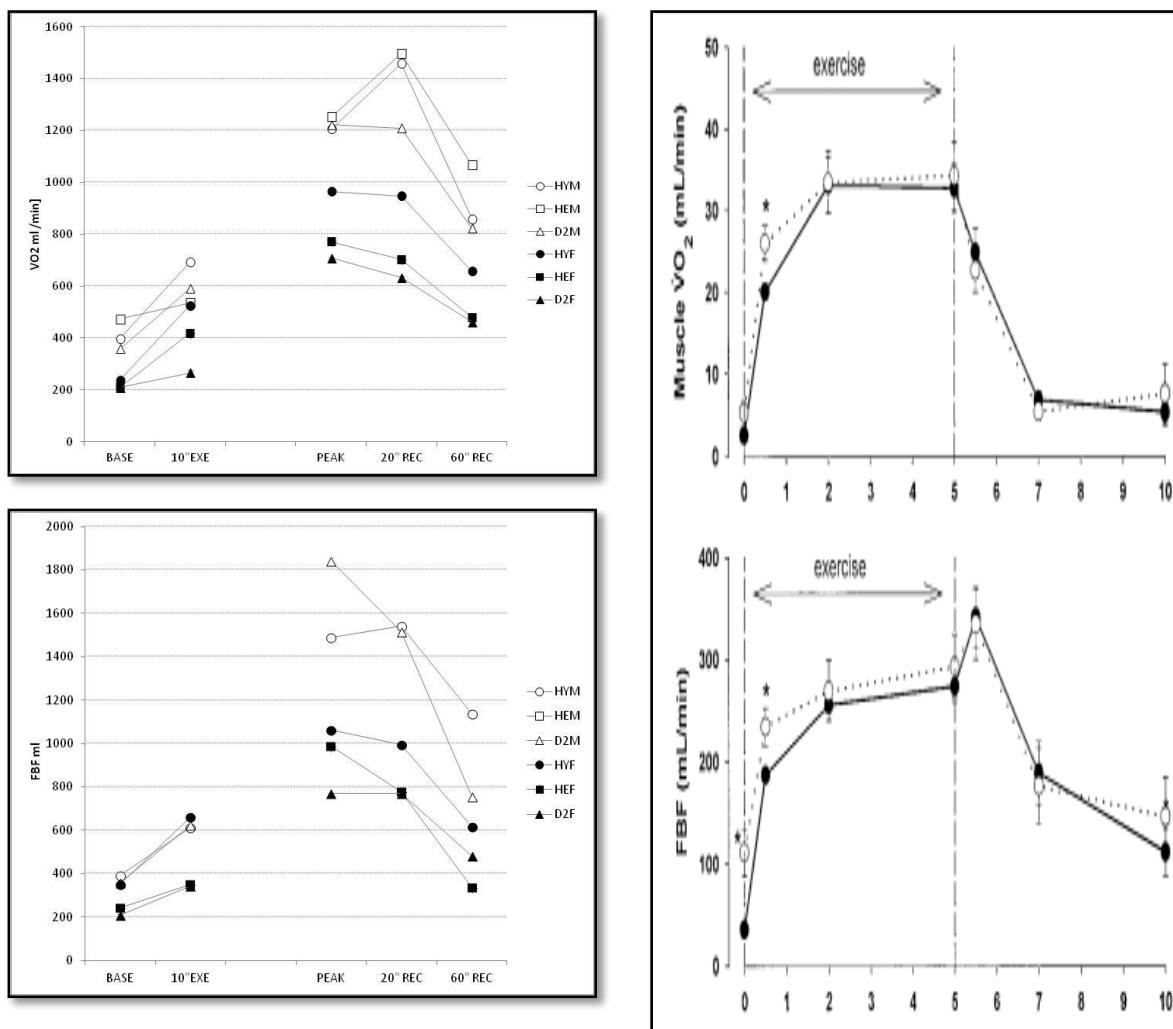 1600
1400
1200
1000
800
600
400
200
0
VO2 ml /min]
BASE 10"EXE PEAK 20" REC 60" REC
HYM
HEM
D2M
HYF
HEF
D2F
2000
1800
1600
1400
1200
1000
800
600
400
200
0
FBF ml
BASE 10"EXE PEAK 20" REC 60" REC
HYM
HEM
D2M
HYF
HEF
D2F
50
40
30
20
10
0
Muscle V̇O₂ (mL/min)
exercise
*
0 1 2 3 4 5 6 7 8 9 10
400
300
200
100
0
FBF (mL/min)
exercise
*
*
0 1 2 3 4 5 6 7 8 9 10